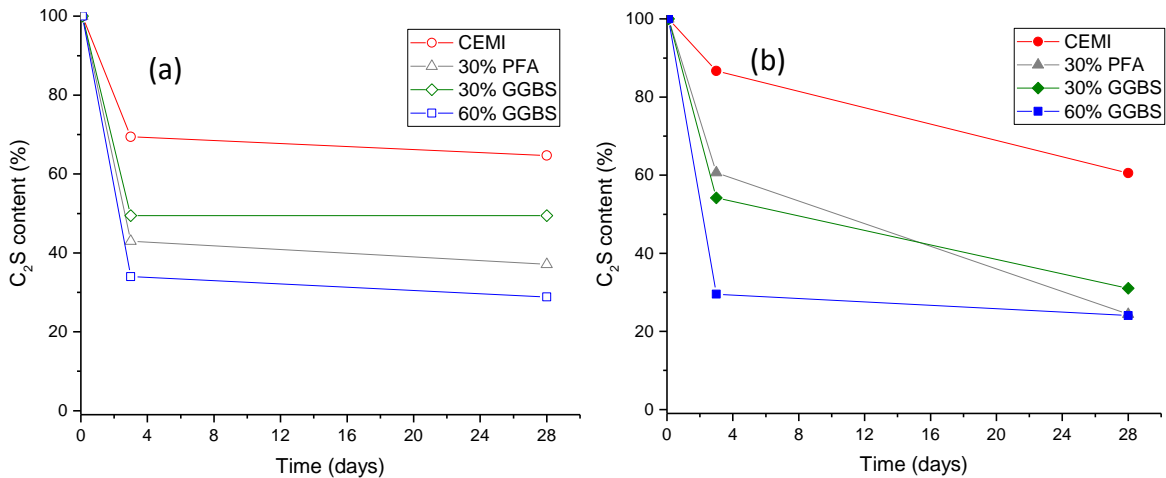 100
80
60
40
20
0
C₂S content (%)
0 4 8 12 16 20 24 28
Time (days)
(a)
CEMI
30% PFA
30% GGBS
60% GGBS
100
80
60
40
20
0
C₂S content (%)
0 4 8 12 16 20 24 28
Time (days)
(b)
CEMI
30% PFA
30% GGBS
60% GGBS